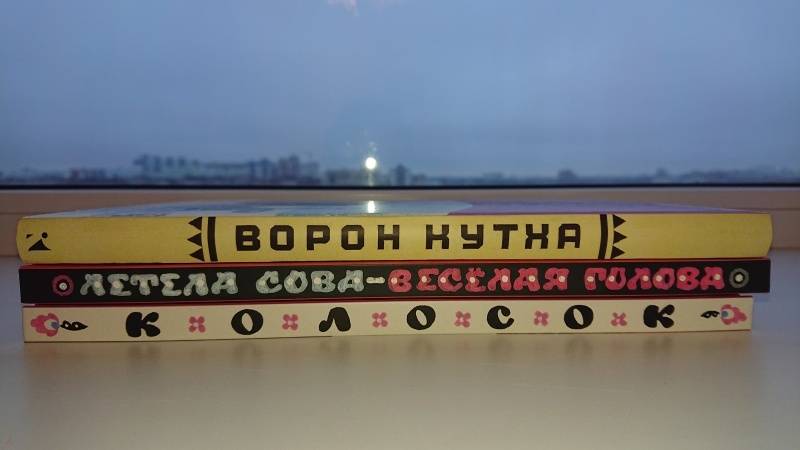 ВОРОН КУТХА
ЛЕТЕЛА СОВА-ВЕСЁЛАЯ ГОЛОВА
КОЛОСОК